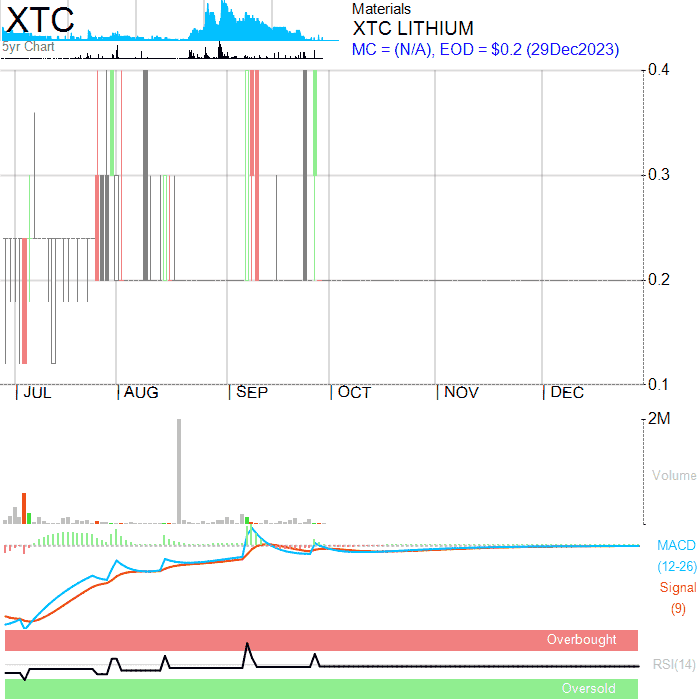 XTC
5yr Chart
Materials
XTC LITHIUM
MC = (N/A), EOD = $0.2 (29Dec2023)
0.4
0.3
0.2
0.1
JUL AUG SEP OCT NOV DEC
2M
Volume
MACD
(12-26)
Signal
(9)
Overbought
RSI(14)
Oversold